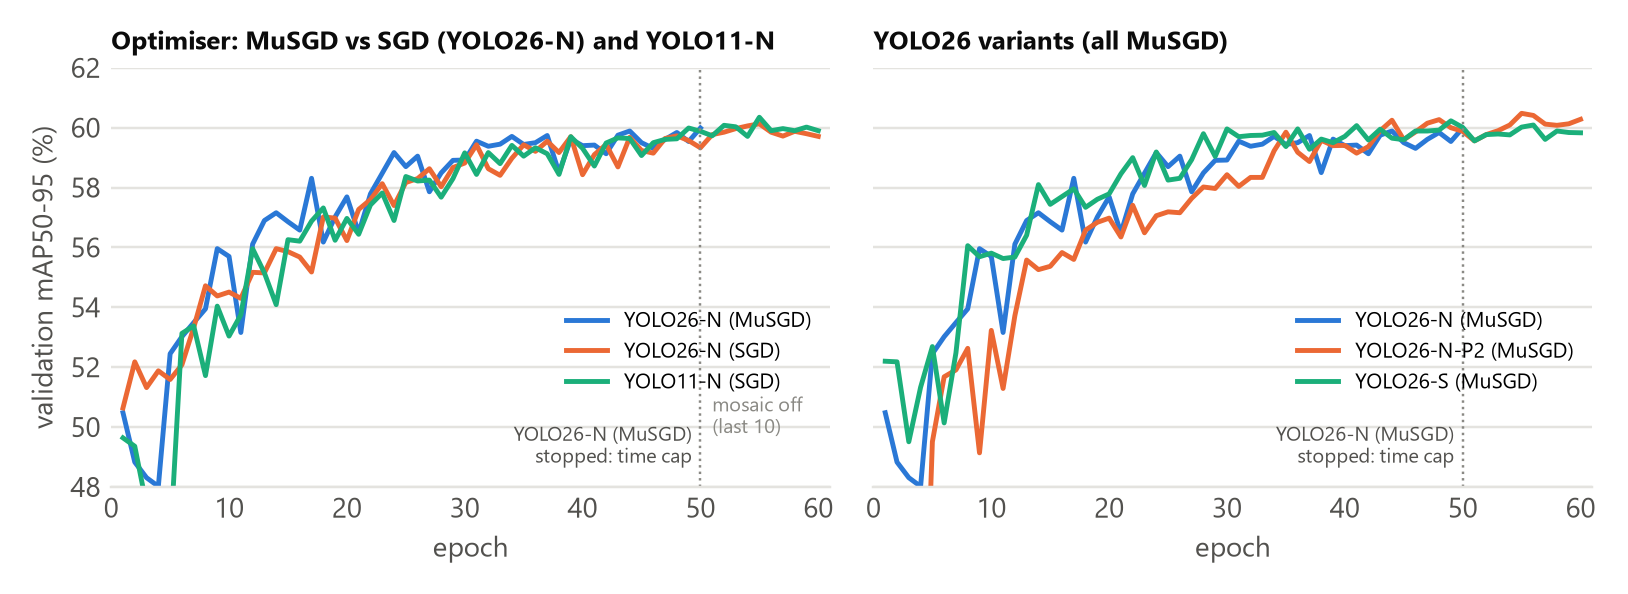 Optimiser: MuSGD vs SGD (YOLO26-N) and YOLO11-N
validation mAP50-95 (%)
62
60
58
56
54
52
50
48
YOLO26-N (MuSGD)
YOLO26-N (SGD)
YOLO11-N (SGD)
mosaic off
(last 10)
YOLO26-N (MuSGD)
stopped: time cap
0 10 20 30 40 50 60
epoch
YOLO26 variants (all MuSGD)
YOLO26-N (MuSGD)
YOLO26-N-P2 (MuSGD)
YOLO26-S (MuSGD)
YOLO26-N (MuSGD)
stopped: time cap
0 10 20 30 40 50 60
epoch